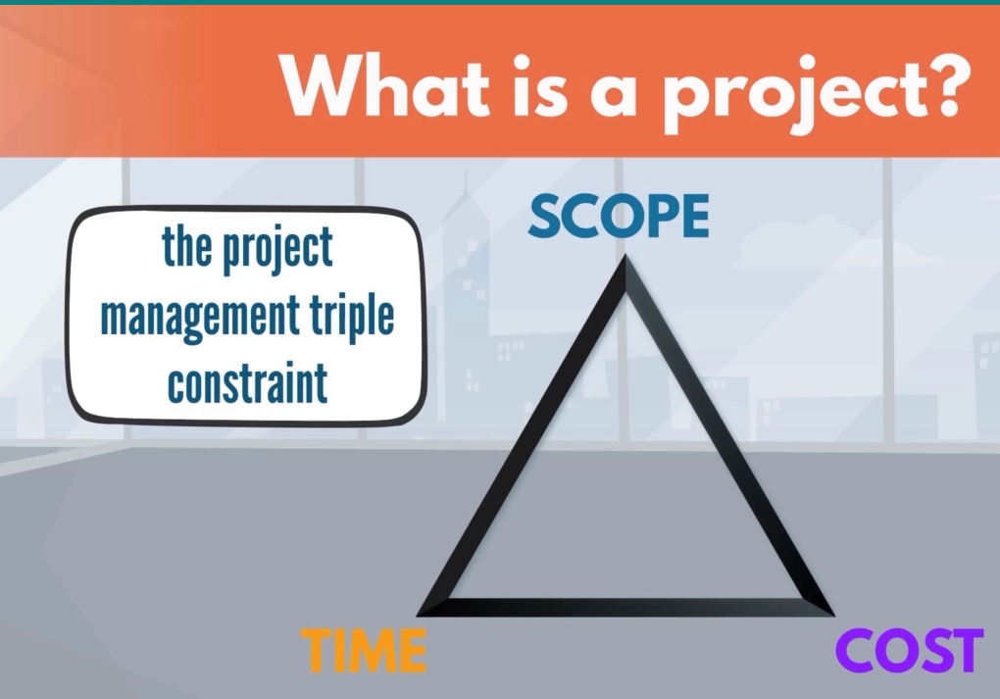 What is a project?
the project
management triple
constraint
SCOPE
TIME
COST